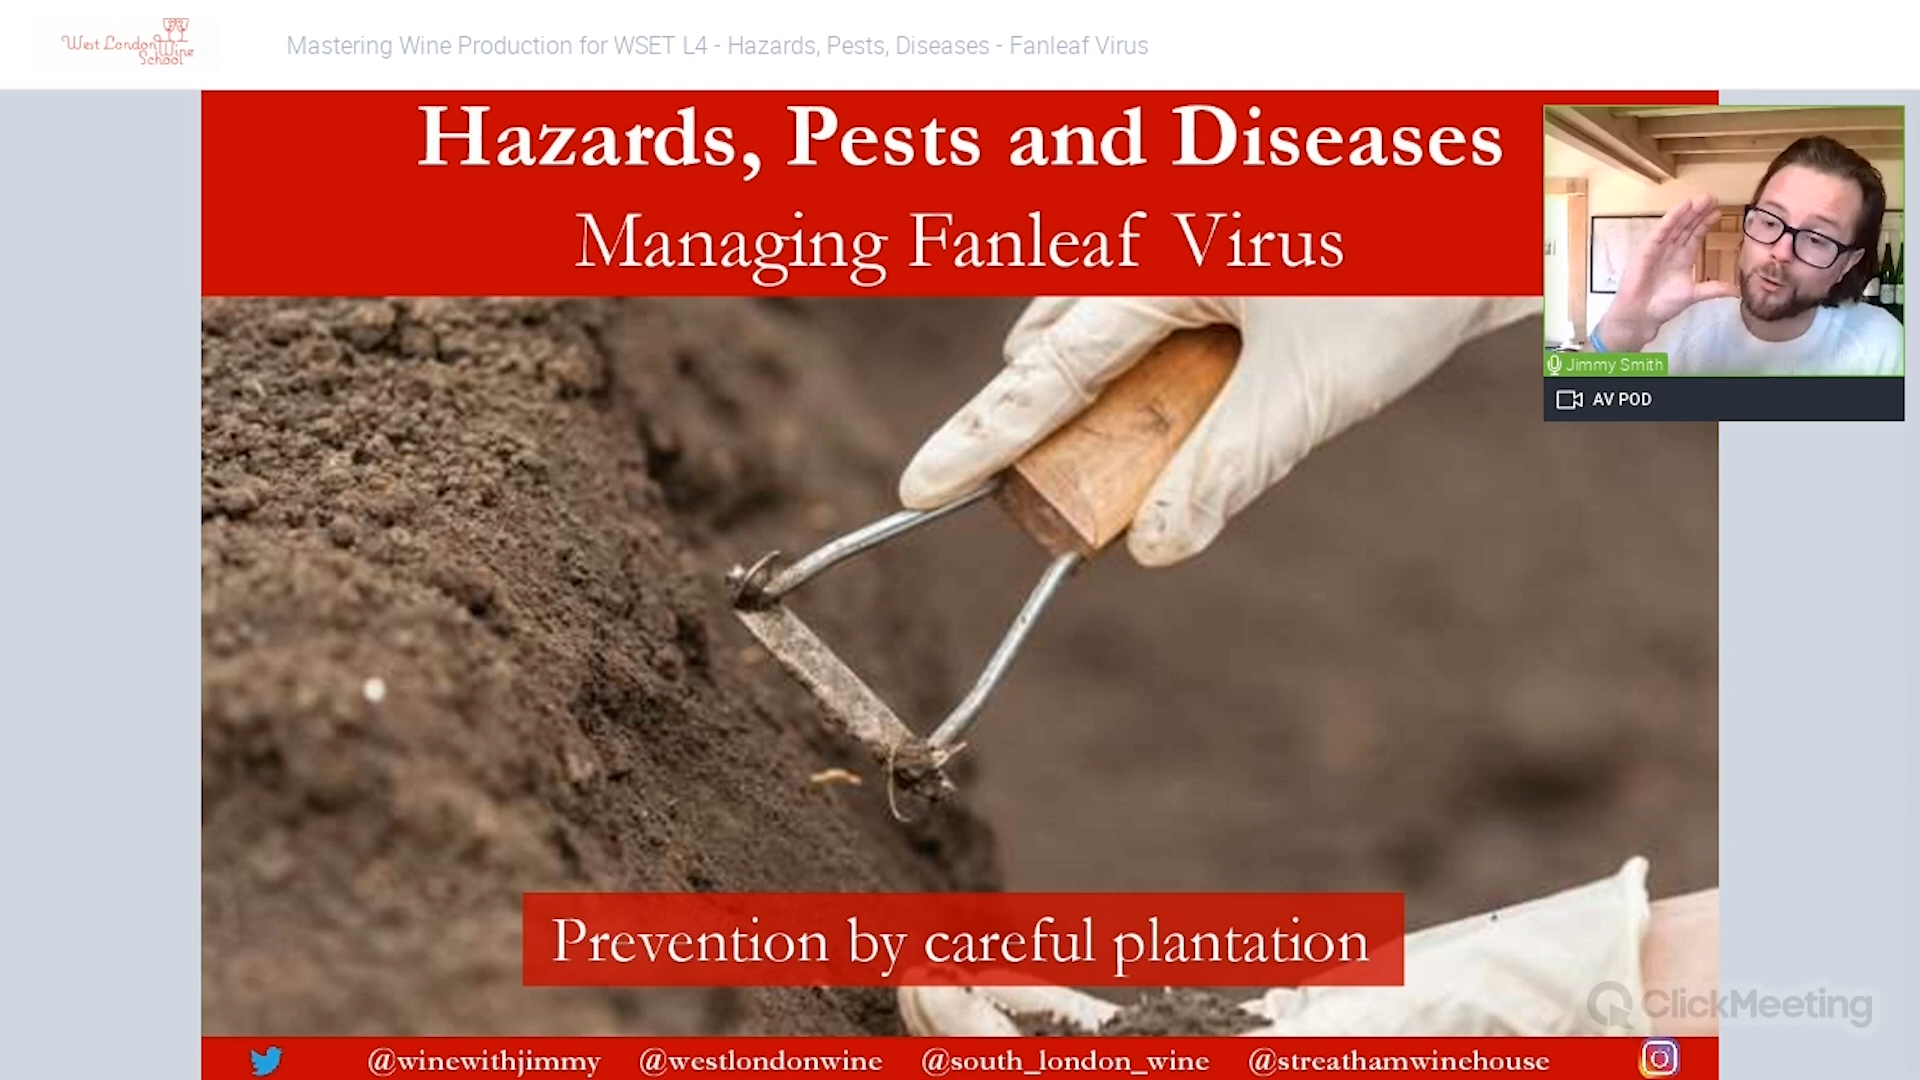 West London Wine School
Mastering Wine Production for WSET L4 - Hazards, Pests, Diseases - Fanleaf Virus
Hazards, Pests and Diseases
Managing Fanleaf Virus
Jimmy Smith
AV POD
Prevention by careful plantation
ClickMeeting
@winewithjimmy @westlondonwine @south_london_wine @streathamwinehouse